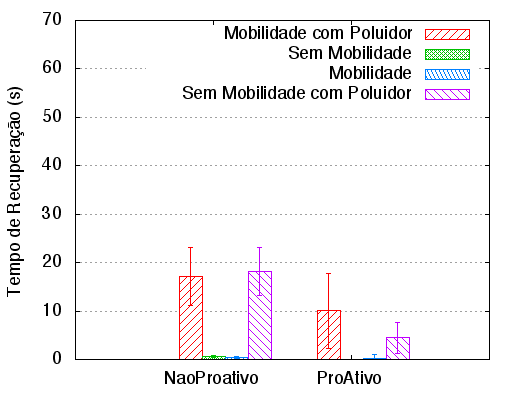 70
60
50
40
30
20
10
0
Tempo de Recuperação (s)
Mobilidade com Poluidor
Sem Mobilidade
Mobilidade
Sem Mobilidade com Poluidor
NaoProativo
ProAtivo